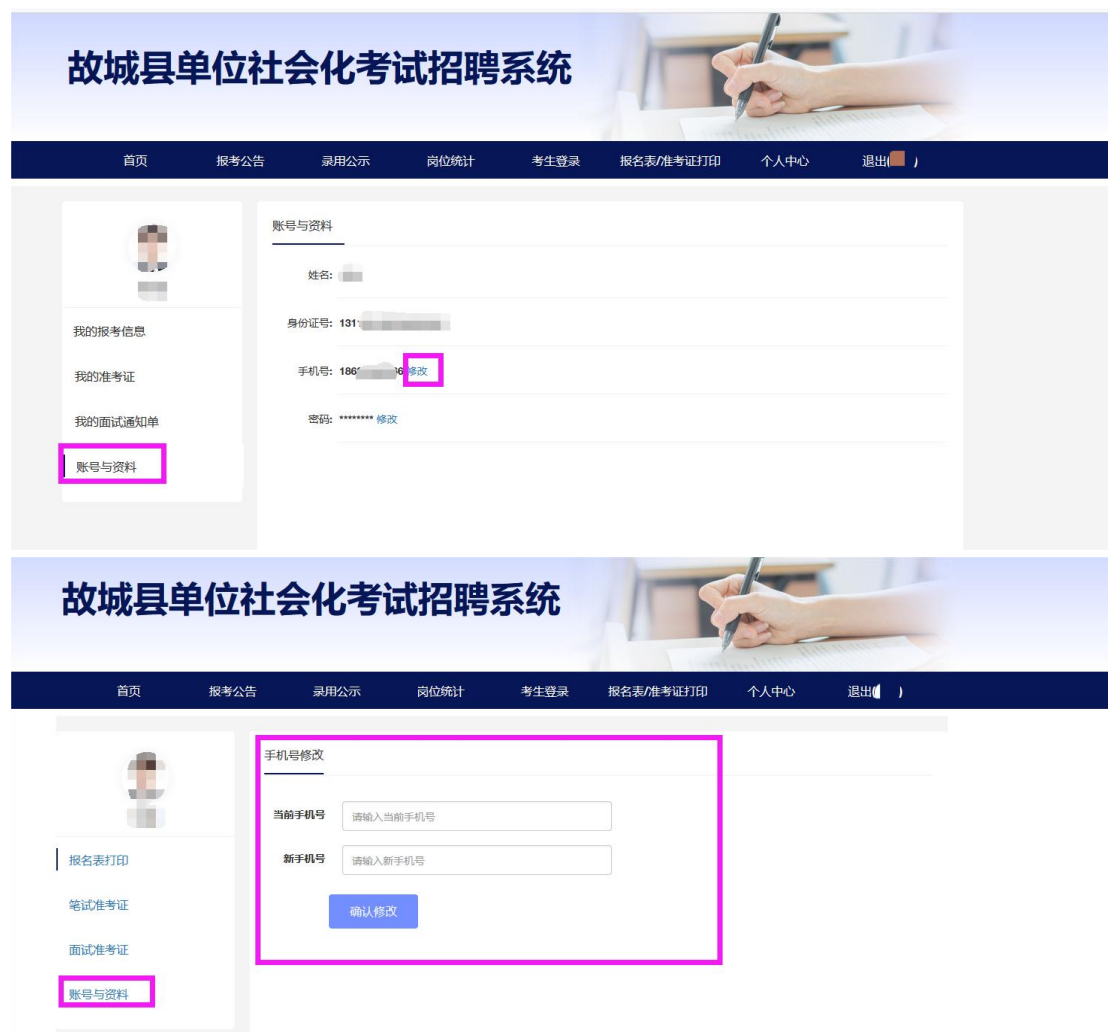 故城县单位社会化考试招聘系统
首页 报考公告 录用公示 岗位统计 考生登录 报名表/准考证打印 个人中心 退出( )
账号与资料
姓名:
身份证号: 131
手机号: 186 6 修改
密码: ******** 修改
我的报考信息
我的准考证
我的面试通知单
账号与资料
故城县单位社会化考试招聘系统
首页 报考公告 录用公示 岗位统计 考生登录 报名表/准考证打印 个人中心 退出( )
手机号修改
当前手机号 请输入当前手机号
新手机号 请输入新手机号
确认修改
报名表打印
笔试准考证
面试准考证
账号与资料